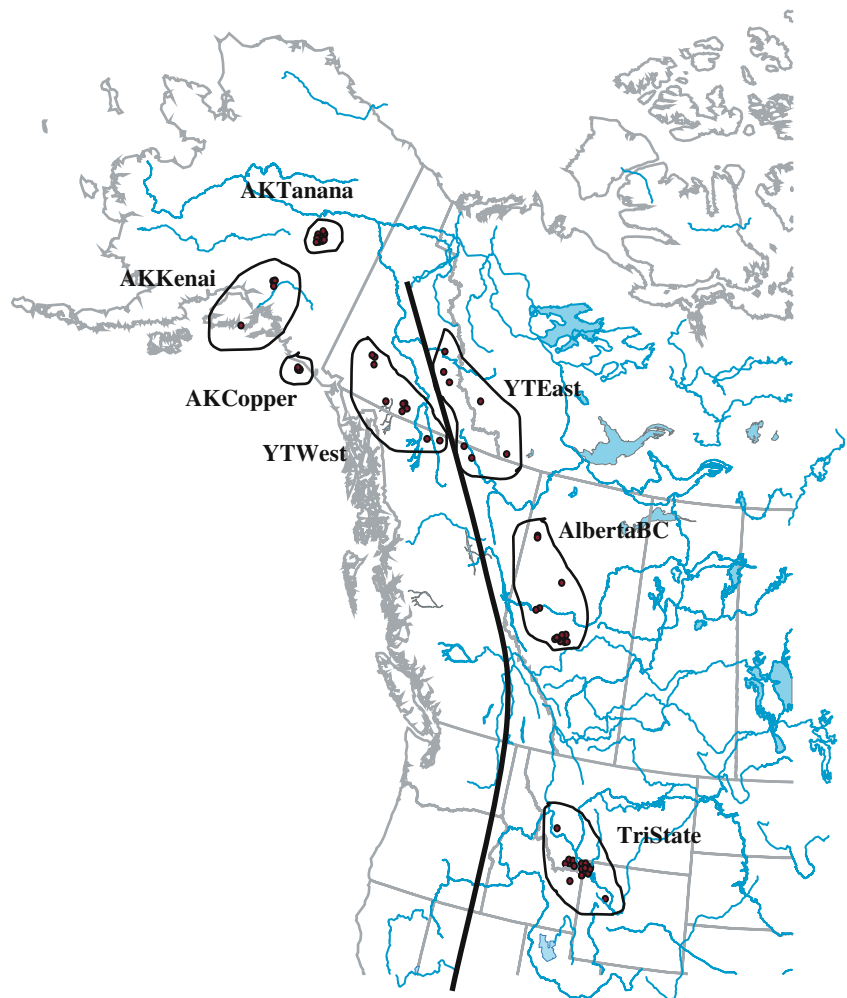 AKTanana
AKKenai
AKCopper
YTEast
YTWest
AlbertaBC
TriState